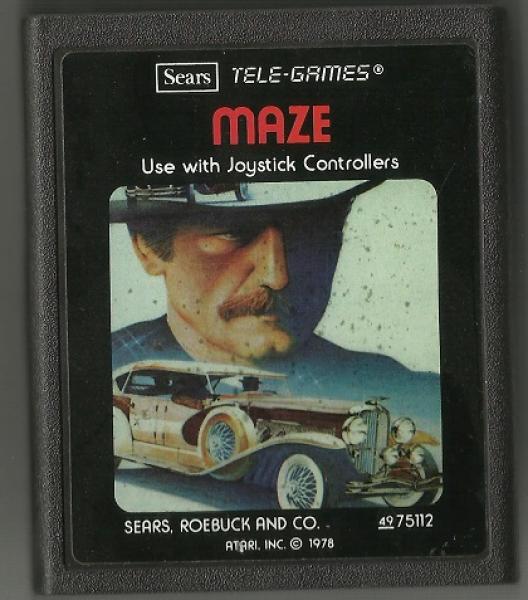 Sears TELE-GAMES®
MAZE
Use with Joystick Controllers
SEARS, ROEBUCK AND CO. 49 75112
ATARI, INC. © 1978